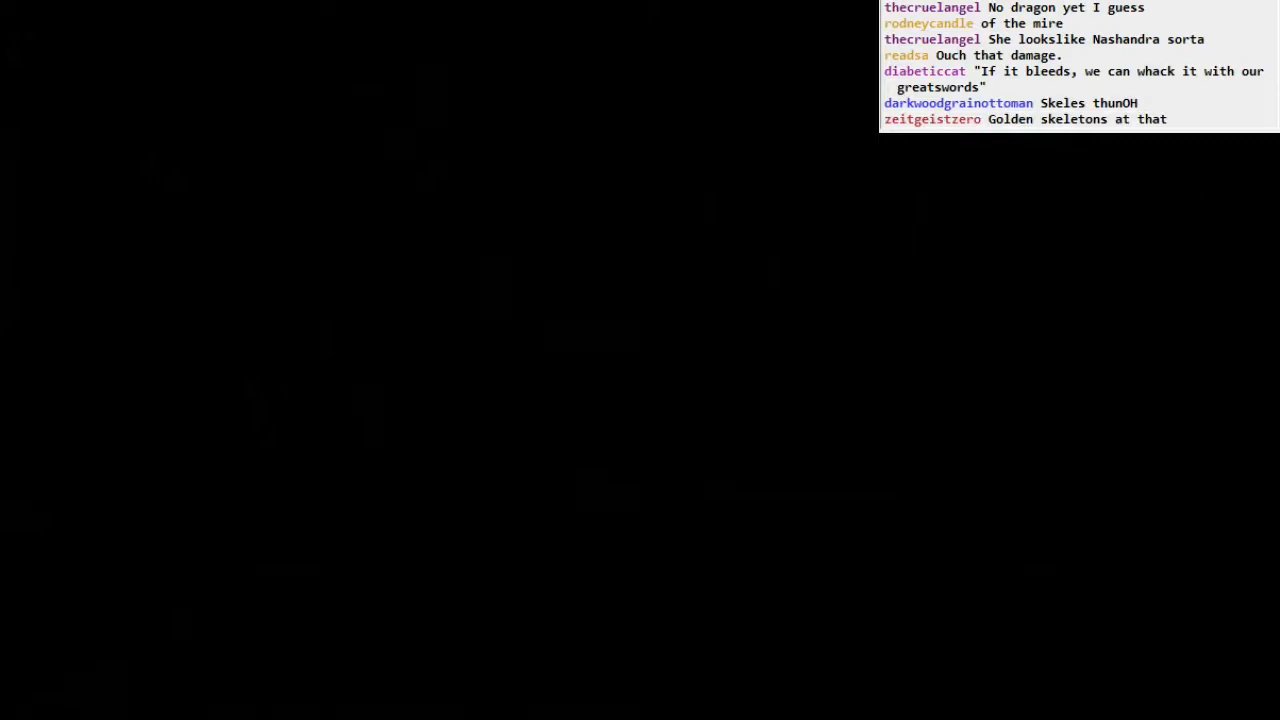 thecruelangel No dragon yet I guess
rodneycandle of the mire
thecruelangel She lookslike Nashandra sorta
readsa Ouch that damage.
diabeticcat "If it bleeds, we can whack it with our
greatswords"
darkwoodgrainottoman Skeles thunOH
zeitgeistzero Golden skeletons at that